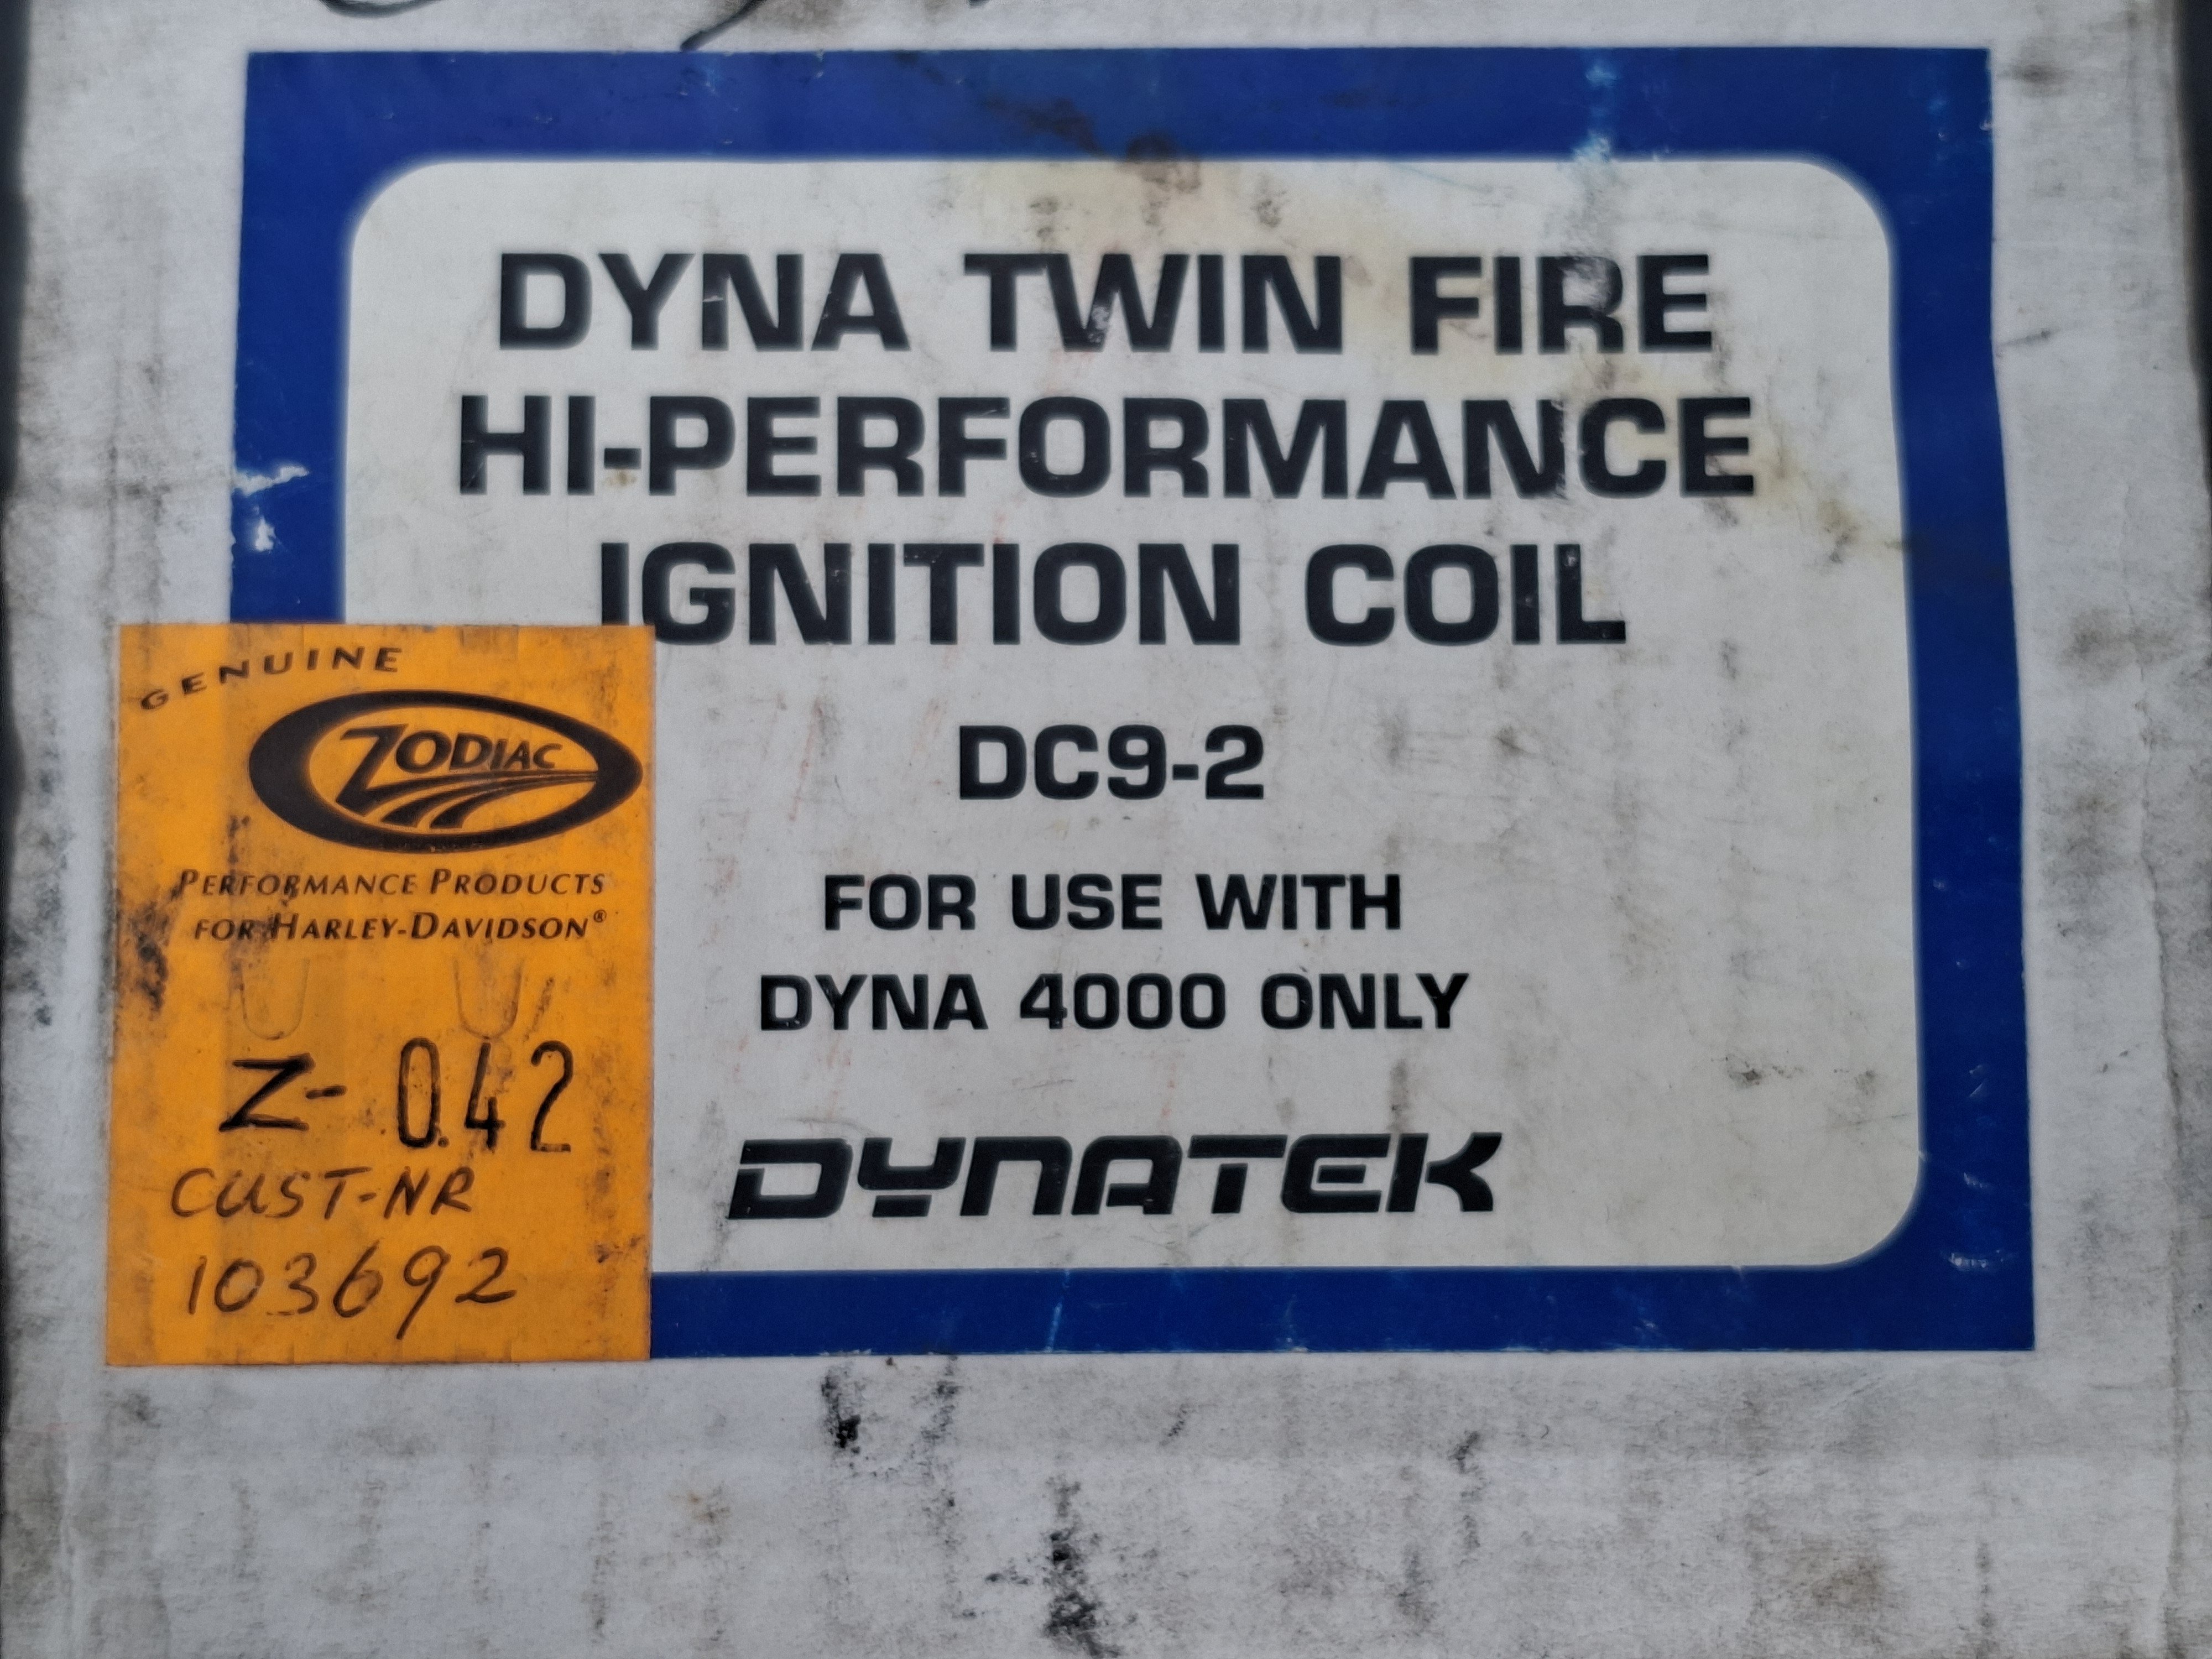 DYNA TWIN FIRE
HI-PERFORMANCE
IGNITION COIL
DC9-2
FOR USE WITH
DYNA 4000 ONLY
DYNATEK
GENUINE
ZODIAC
PERFORMANCE PRODUCTS
FOR HARLEY-DAVIDSON®
Z- 042
CUST-NR
103692